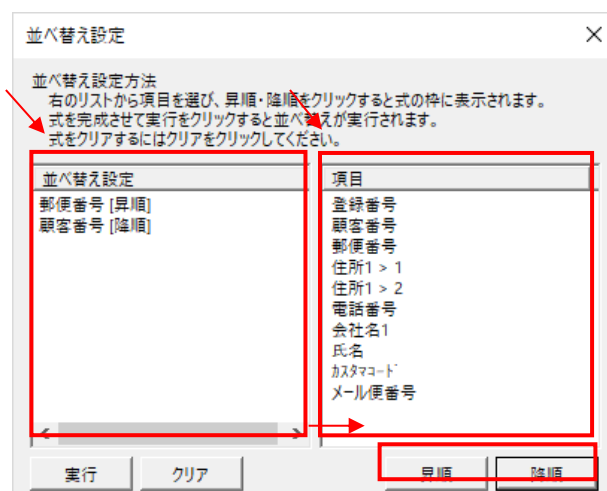 並べ替え設定
並べ替え設定方法
右のリストから項目を選び、昇順・降順をクリックすると式の枠に表示されます。
式を完成させて実行をクリックすると並べ替えが実行されます。
式をクリアするにはクリアをクリックしてください。
並べ替え設定
郵便番号 [昇順]
顧客番号 [降順]
項目
登録番号
顧客番号
郵便番号
住所1 > 1
住所1 > 2
電話番号
会社名1
氏名
ｶｽﾀﾏｺｰﾄﾞ
メール便番号
実行 クリア 昇順 降順